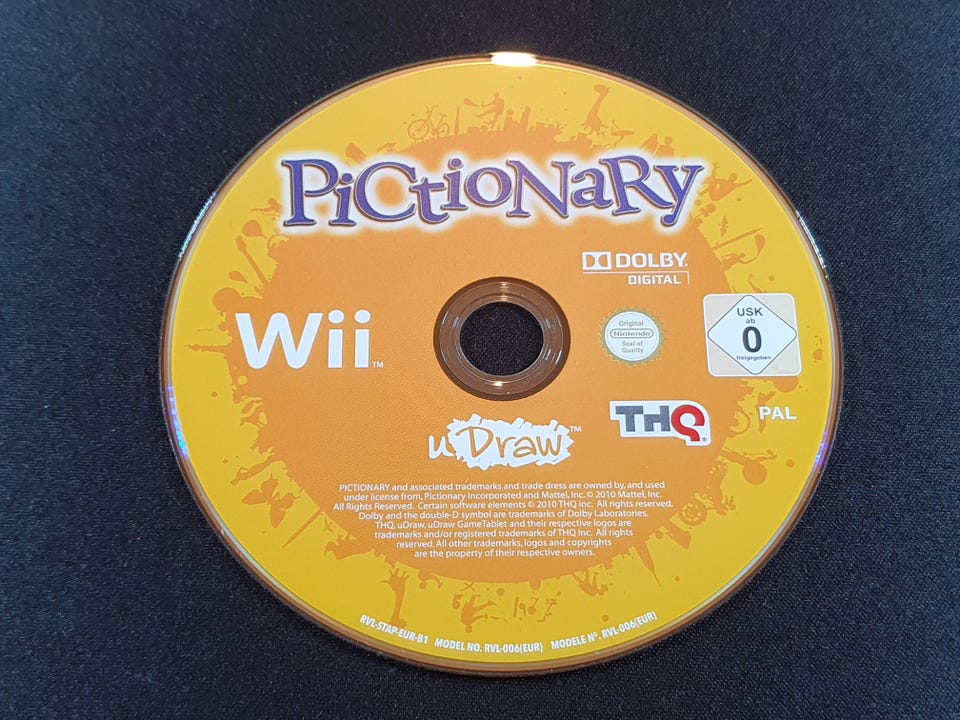 PiCtioNaRy
DOLBY
DIGITAL
Wii™
Original
Nintendo
Seal of
Quality
USK
ab
0
freigegeben
THQ®
PAL
uDraw™
PICTIONARY and associated trademarks and trade dress are owned by, and used
under license from, Pictionary Incorporated and Mattel, Inc. © 2010 Mattel, Inc.
All Rights Reserved. Certain software elements © 2010 THQ Inc. All rights reserved.
Dolby and the double-D symbol are trademarks of Dolby Laboratories.
THQ, uDraw, uDraw GameTablet and their respective logos are
trademarks and/or registered trademarks of THQ Inc. All rights
reserved. All other trademarks, logos and copyrights
are the property of their respective owners.
RVL-STAP-EUR-B1 MODEL NO. RVL-006(EUR) MODELE Nº. RVL-006(EUR)